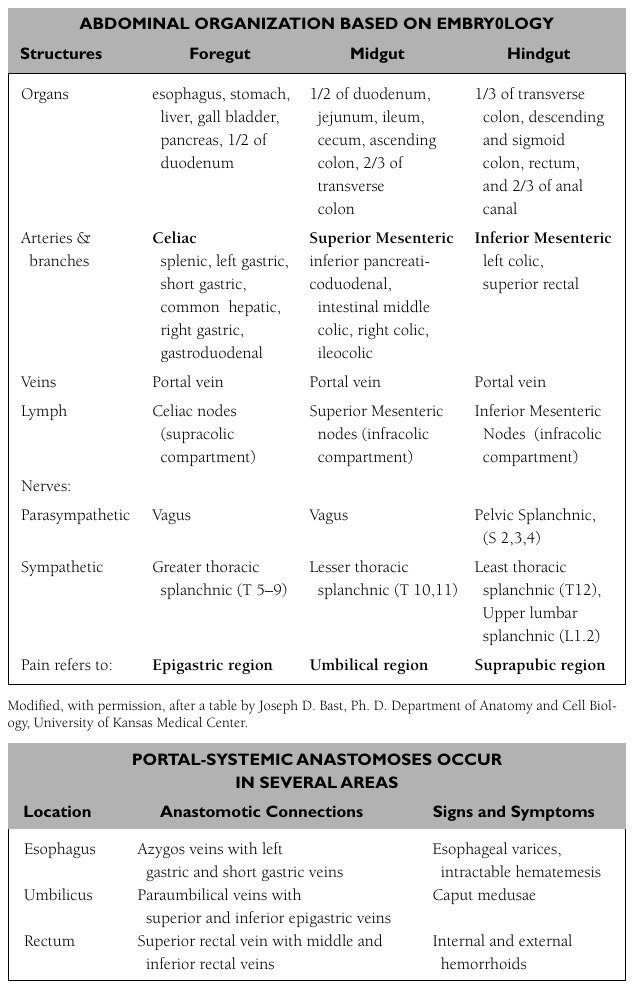 ABDOMINAL ORGANIZATION BASED ON EMBRY0LOGY
Structures Foregut Midgut Hindgut
Organs esophagus, stomach, 1/2 of duodenum, 1/3 of transverse
liver, gall bladder, jejunum, ileum, colon, descending
pancreas, 1/2 of cecum, ascending and sigmoid
duodenum colon, 2/3 of colon, rectum,
transverse and 2/3 of anal
colon canal
Arteries & Celiac Superior Mesenteric Inferior Mesenteric
branches splenic, left gastric, inferior pancreati- left colic,
short gastric, coduodenal, superior rectal
common hepatic, intestinal middle
right gastric, colic, right colic,
gastroduodenal ileocolic
Veins Portal vein Portal vein Portal vein
Lymph Celiac nodes Superior Mesenteric Inferior Mesenteric
(supracolic nodes (infracolic Nodes (infracolic
compartment) compartment) compartment)
Nerves:
Parasympathetic Vagus Vagus Pelvic Splanchnic,
(S 2,3,4)
Sympathetic Greater thoracic Lesser thoracic Least thoracic
splanchnic (T 5–9) splanchnic (T 10,11) splanchnic (T12),
Upper lumbar
splanchnic (L1.2)
Pain refers to: Epigastric region Umbilical region Suprapubic region
Modified, with permission, after a table by Joseph D. Bast, Ph. D. Department of Anatomy and Cell Biol-
ogy, University of Kansas Medical Center.
PORTAL-SYSTEMIC ANASTOMOSES OCCUR
IN SEVERAL AREAS
Location Anastomotic Connections Signs and Symptoms
Esophagus Azygos veins with left Esophageal varices,
gastric and short gastric veins intractable hematemesis
Umbilicus Paraumbilical veins with Caput medusae
superior and inferior epigastric veins
Rectum Superior rectal vein with middle and Internal and external
inferior rectal veins hemorrhoids